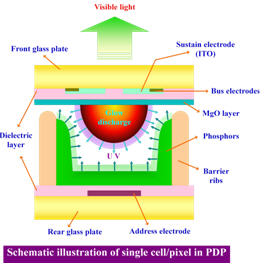 Visible light
Front glass plate
Sustain electrode
(ITO)
Bus electrodes
MgO layer
discharge
Dielectric
layer
Phosphors
UV
Barrier
ribs
Rear glass plate
Address electrode
Schematic illustration of single cell/pixel in PDP